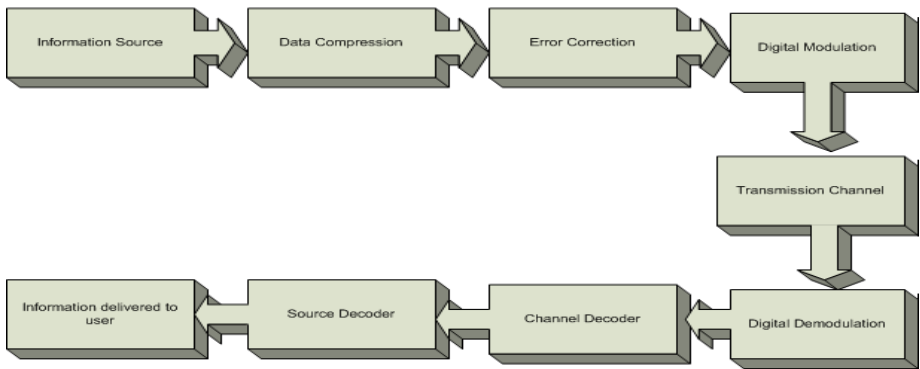 Information Source
Data Compression
Error Correction
Digital Modulation
Transmission Channel
Digital Demodulation
Channel Decoder
Source Decoder
Information delivered to
user